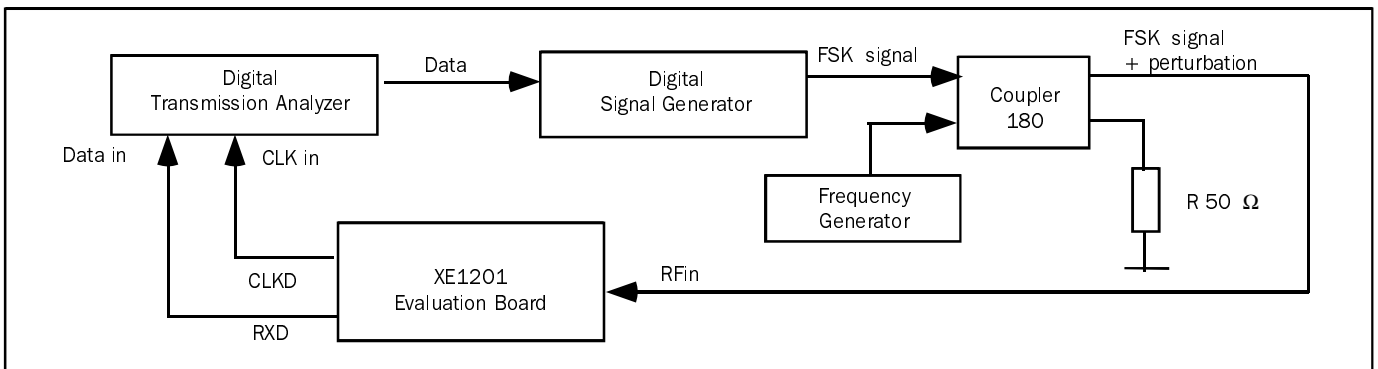 Digital
Transmission Analyzer
Data
Digital
Signal Generator
FSK signal
Coupler
180
FSK signal
+ perturbation
Data in
CLK in
Frequency
Generator
R 50 Ω
XE1201
Evaluation Board
CLKD
RXD
RFin